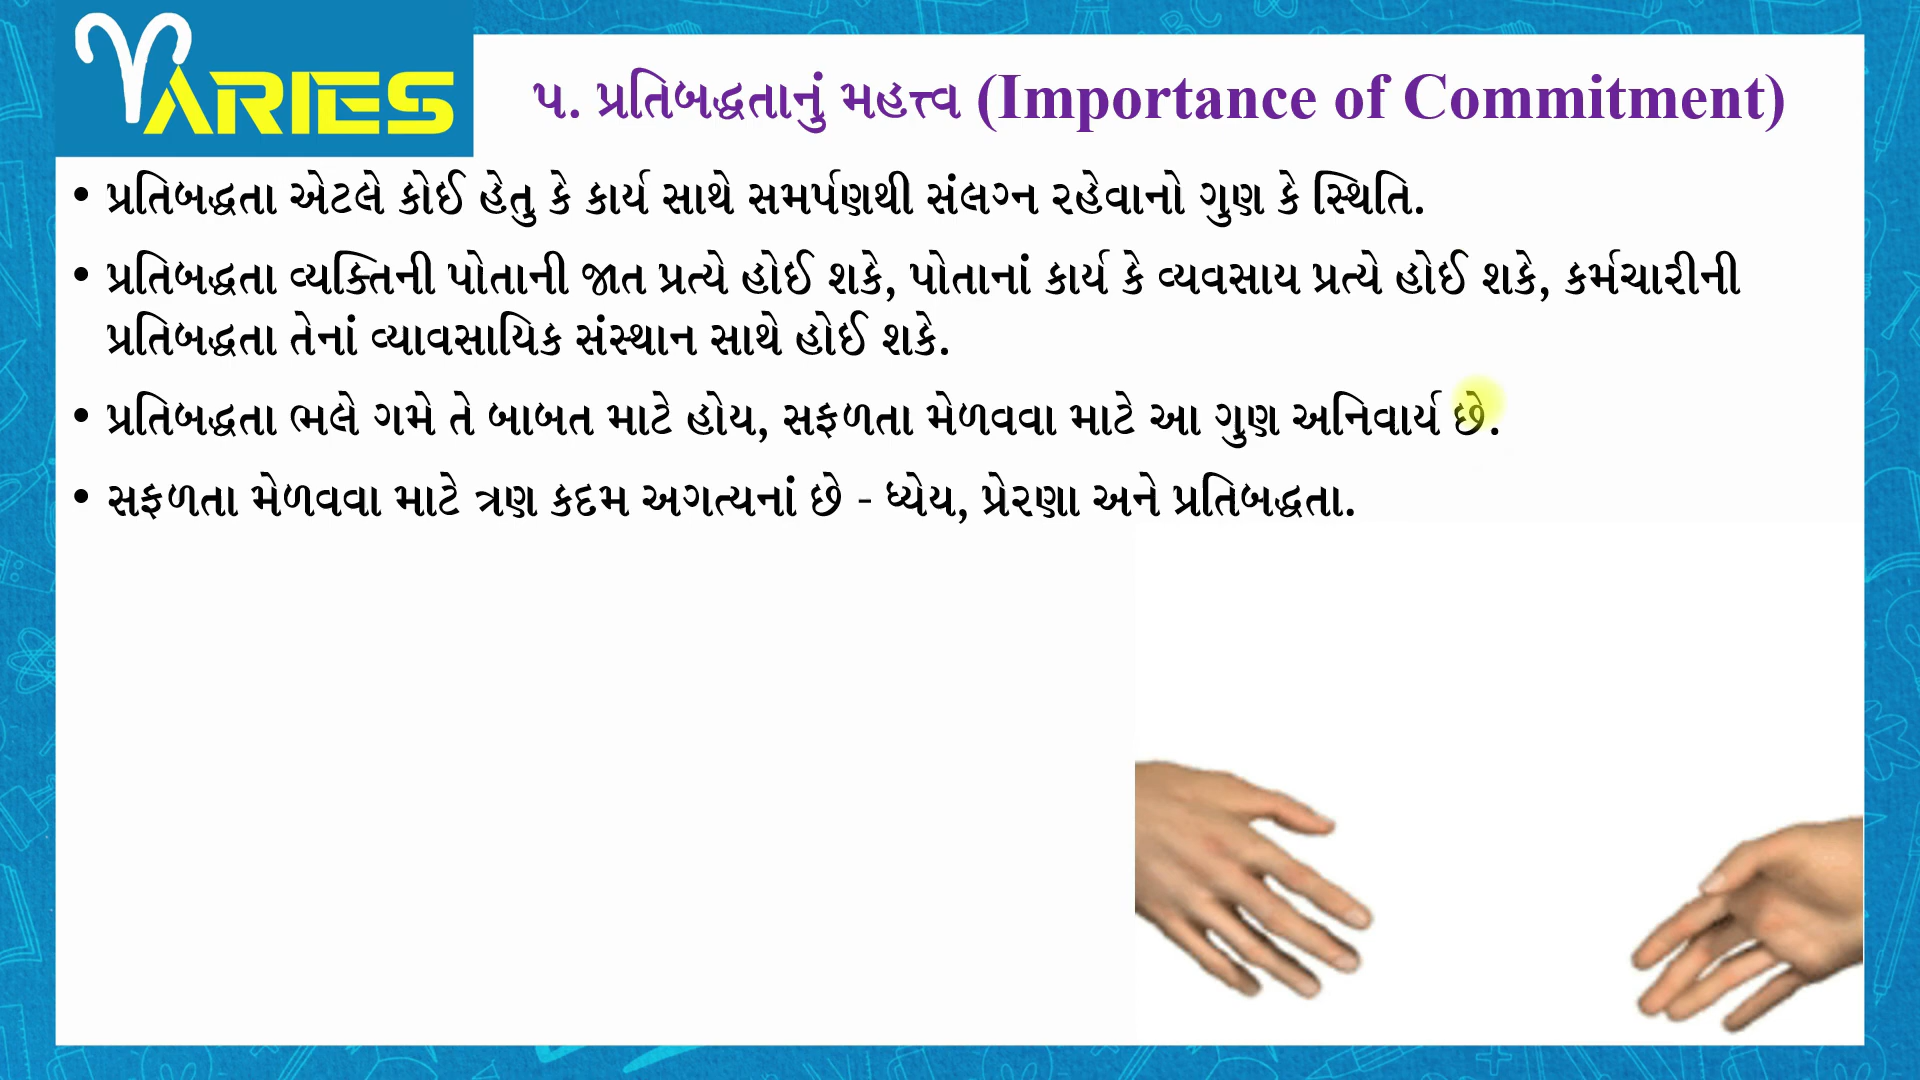 ARIES
૫. પ્રતિબદ્ધતાનું મહત્ત્વ (Importance of Commitment)
• પ્રતિબદ્ધતા એટલે કોઈ હેતુ કે કાર્ય સાથે સમર્પણથી સંલગ્ન રહેવાનો ગુણ કે સ્થિતિ.
• પ્રતિબદ્ધતા વ્યક્તિની પોતાની જાત પ્રત્યે હોઈ શકે, પોતાનાં કાર્ય કે વ્યવસાય પ્રત્યે હોઈ શકે, કર્મચારીની
પ્રતિબદ્ધતા તેનાં વ્યાવસાયિક સંસ્થાન સાથે હોઈ શકે.
• પ્રતિબદ્ધતા ભલે ગમે તે બાબત માટે હોય, સફળતા મેળવવા માટે આ ગુણ અનિવાર્ય છે.
• સફળતા મેળવવા માટે ત્રણ કદમ અગત્યનાં છે - ધ્યેય, પ્રેરણા અને પ્રતિબદ્ધતા.